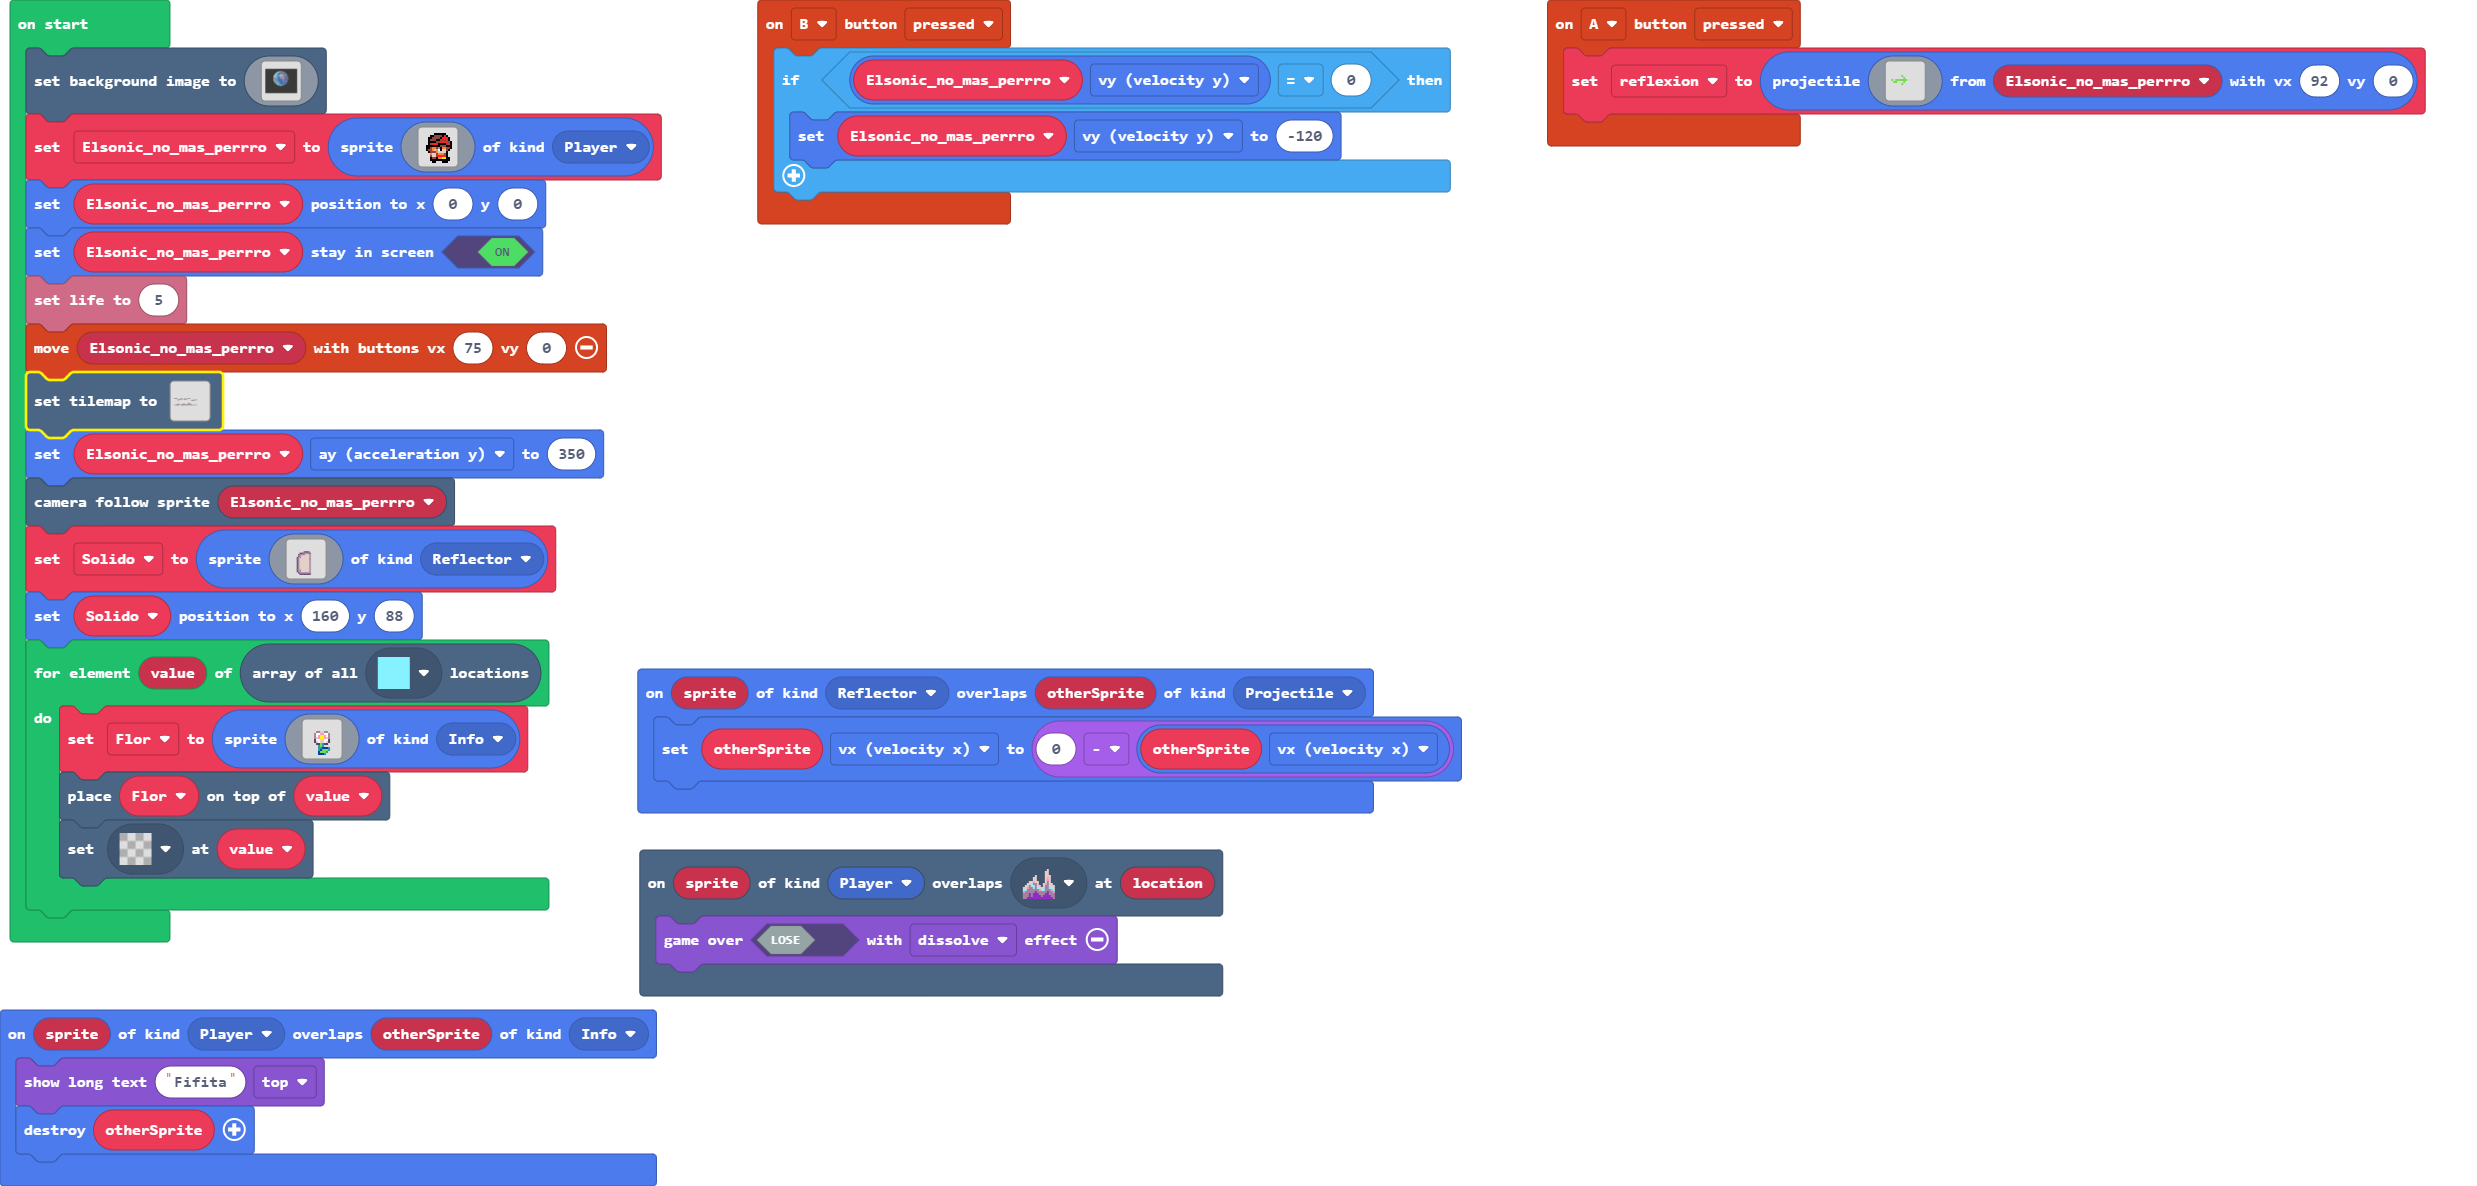 on start
set background image to
set Elsonic_no_mas_perrro to sprite of kind Player
set Elsonic_no_mas_perrro position to x 0 y 0
set Elsonic_no_mas_perrro stay in screen ON
set life to 5
move Elsonic_no_mas_perrro with buttons vx 75 vy 0
set tilemap to
set Elsonic_no_mas_perrro ay (acceleration y) to 350
camera follow sprite Elsonic_no_mas_perrro
set Solido to sprite of kind Reflector
set Solido position to x 160 y 88
for element value of array of all locations
do
set Flor to sprite of kind Info
place Flor on top of value
set at value
on B button pressed
if Elsonic_no_mas_perrro vy (velocity y) = 0 then
set Elsonic_no_mas_perrro vy (velocity y) to -120
on A button pressed
set reflexion to projectile from Elsonic_no_mas_perrro with vx 92 vy 0
on sprite of kind Reflector overlaps otherSprite of kind Projectile
set otherSprite vx (velocity x) to 0 - otherSprite vx (velocity x)
on sprite of kind Player overlaps at location
game over LOSE with dissolve effect
on sprite of kind Player overlaps otherSprite of kind Info
show long text "Fifita" top
destroy otherSprite